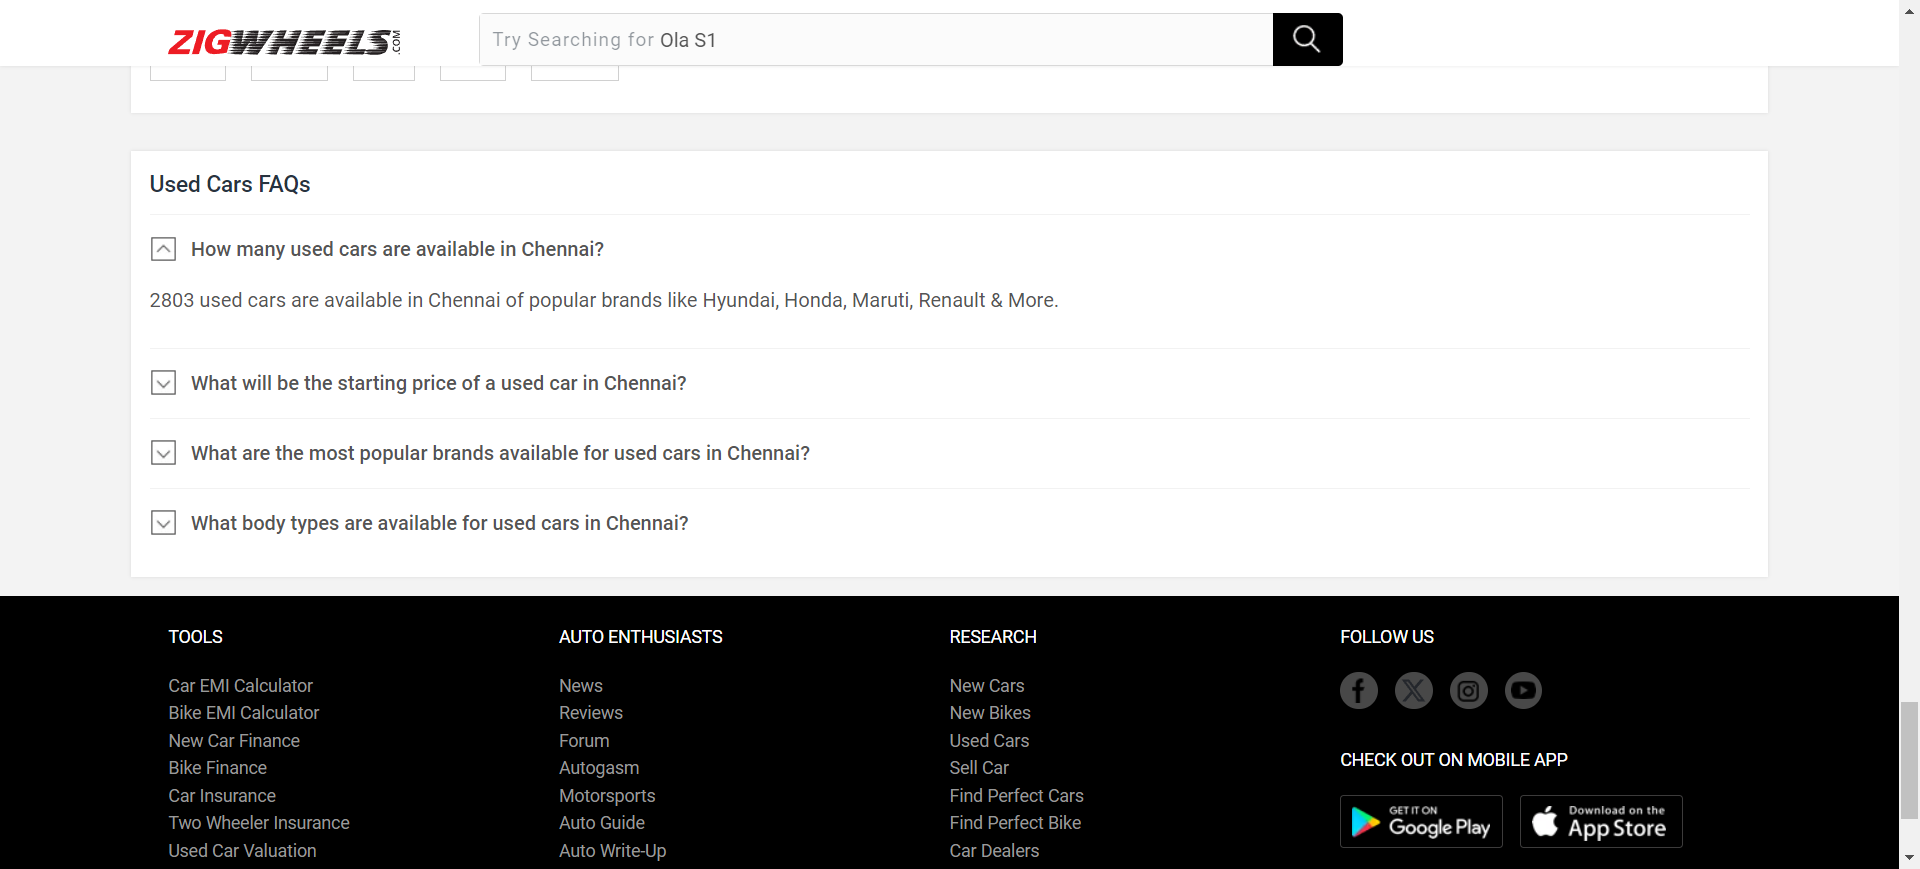 ZIGWHEELS.COM
Try Searching for Ola S1
Used Cars FAQs
How many used cars are available in Chennai?
2803 used cars are available in Chennai of popular brands like Hyundai, Honda, Maruti, Renault & More.
What will be the starting price of a used car in Chennai?
What are the most popular brands available for used cars in Chennai?
What body types are available for used cars in Chennai?
TOOLS
Car EMI Calculator
Bike EMI Calculator
New Car Finance
Bike Finance
Car Insurance
Two Wheeler Insurance
Used Car Valuation
AUTO ENTHUSIASTS
News
Reviews
Forum
Autogasm
Motorsports
Auto Guide
Auto Write-Up
RESEARCH
New Cars
New Bikes
Used Cars
Sell Car
Find Perfect Cars
Find Perfect Bike
Car Dealers
FOLLOW US
CHECK OUT ON MOBILE APP
GET IT ON
Google Play
Download on the
App Store